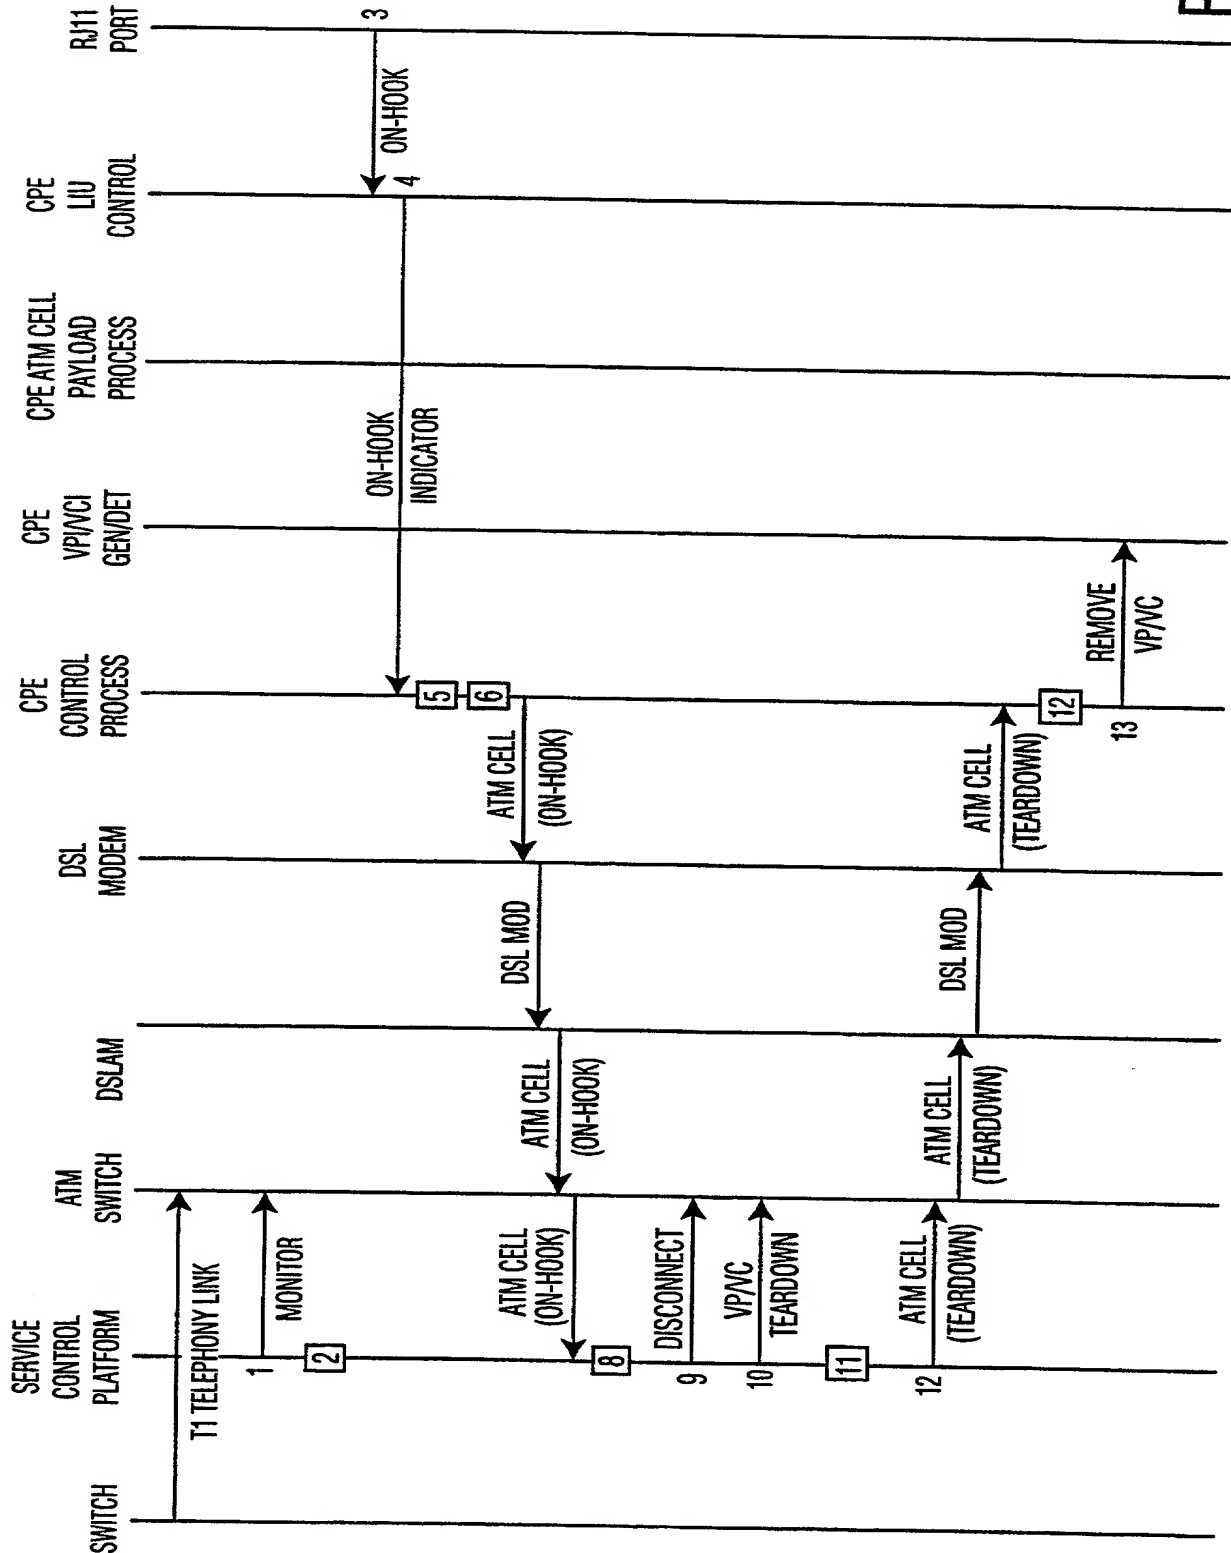 SWITCH
SERVICE
CONTROL
PLATFORM
ATM
SWITCH
DSLAM
DSL
MODEM
CPE
CONTROL
PROCESS
CPE
VPI/VCI
GEN/DET
CPE ATM CELL
PAYLOAD
PROCESS
CPE
LIU
CONTROL
RJ11
PORT
T1 TELEPHONY LINK
1
MONITOR
2
3
ON-HOOK
4
ON-HOOK
INDICATOR
5
6
ATM CELL
(ON-HOOK)
DSL MOD
ATM CELL
(ON-HOOK)
ATM CELL
(ON-HOOK)
8
9
DISCONNECT
10
VP/VC
TEARDOWN
11
12
ATM CELL
(TEARDOWN)
ATM CELL
(TEARDOWN)
DSL MOD
ATM CELL
(TEARDOWN)
12
13
REMOVE
VP/VC